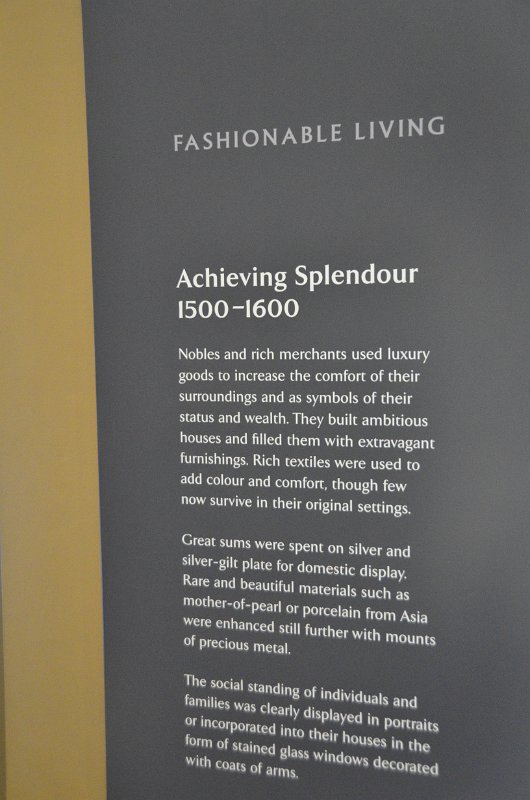 FASHIONABLE LIVING
Achieving Splendour
1500–1600
Nobles and rich merchants used luxury
goods to increase the comfort of their
surroundings and as symbols of their
status and wealth. They built ambitious
houses and filled them with extravagant
furnishings. Rich textiles were used to
add colour and comfort, though few
now survive in their original settings.
Great sums were spent on silver and
silver-gilt plate for domestic display.
Rare and beautiful materials such as
mother-of-pearl or porcelain from Asia
were enhanced still further with mounts
of precious metal.
The social standing of individuals and
families was clearly displayed in portraits
or incorporated into their houses in the
form of stained glass windows decorated
with coats of arms.